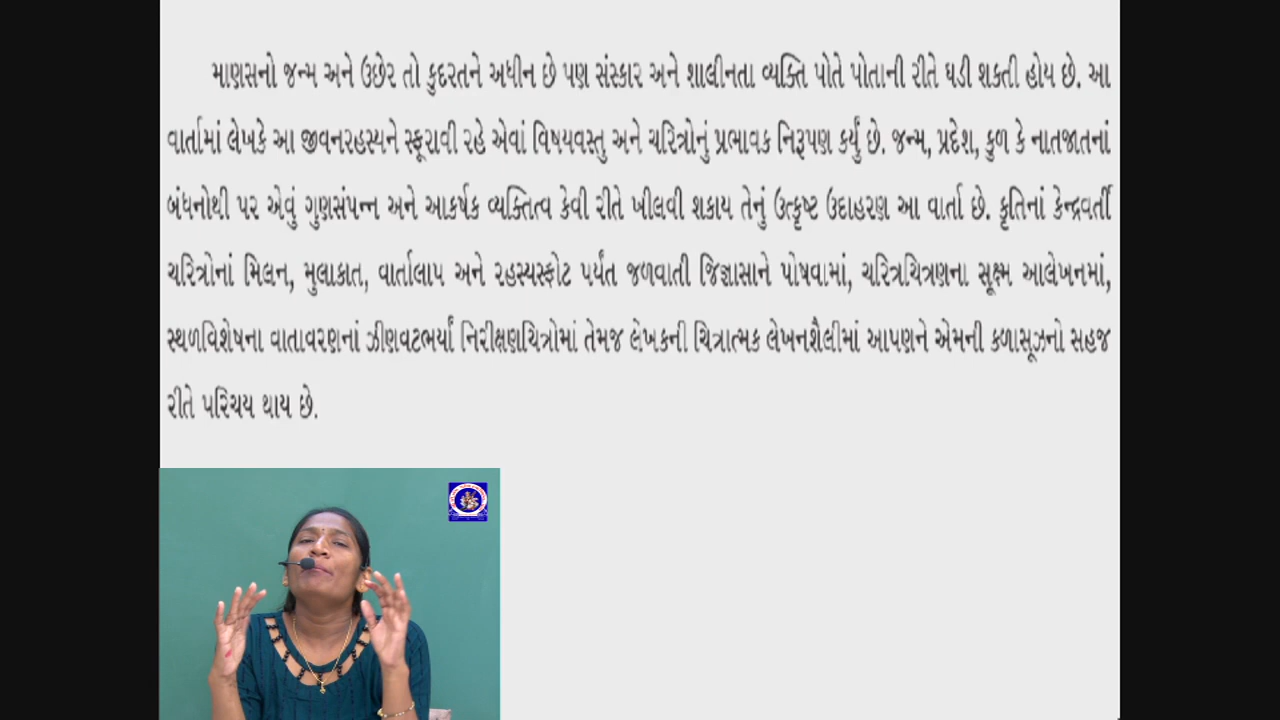 માણસનો જન્મ અને ઉછેર તો કુદરતને અધીન છે પણ સંસ્કાર અને શાલીનતા વ્યક્તિ પોતે પોતાની રીતે ઘડી શકતી હોય છે. આ
વાર્તામાં લેખકે આ જીવનરહસ્યને સ્ફૂરાવી રહે એવાં વિષયવસ્તુ અને ચરિત્રોનું પ્રભાવક નિરૂપણ કર્યું છે. જન્મ, પ્રદેશ, કુળ કે નાતજાતનાં
બંધનોથી પર એવું ગુણસંપન્ન અને આકર્ષક વ્યક્તિત્વ કેવી રીતે ખીલવી શકાય તેનું ઉત્કૃષ્ટ ઉદાહરણ આ વાર્તા છે. કૃતિનાં કેન્દ્રવર્તી
ચરિત્રોનાં મિલન, મુલાકાત, વાર્તાલાપ અને રહસ્યસ્ફોટ પર્યંત જળવાતી જિજ્ઞાસાને પોષવામાં, ચરિત્રચિત્રણના સૂક્ષ્મ આલેખનમાં,
સ્થળવિશેષના વાતાવરણનાં ઝીણવટભર્યાં નિરીક્ષણચિત્રોમાં તેમજ લેખકની ચિત્રાત્મક લેખનશૈલીમાં આપણને એમની કળાસૂઝનો સહજ
રીતે પરિચય થાય છે.